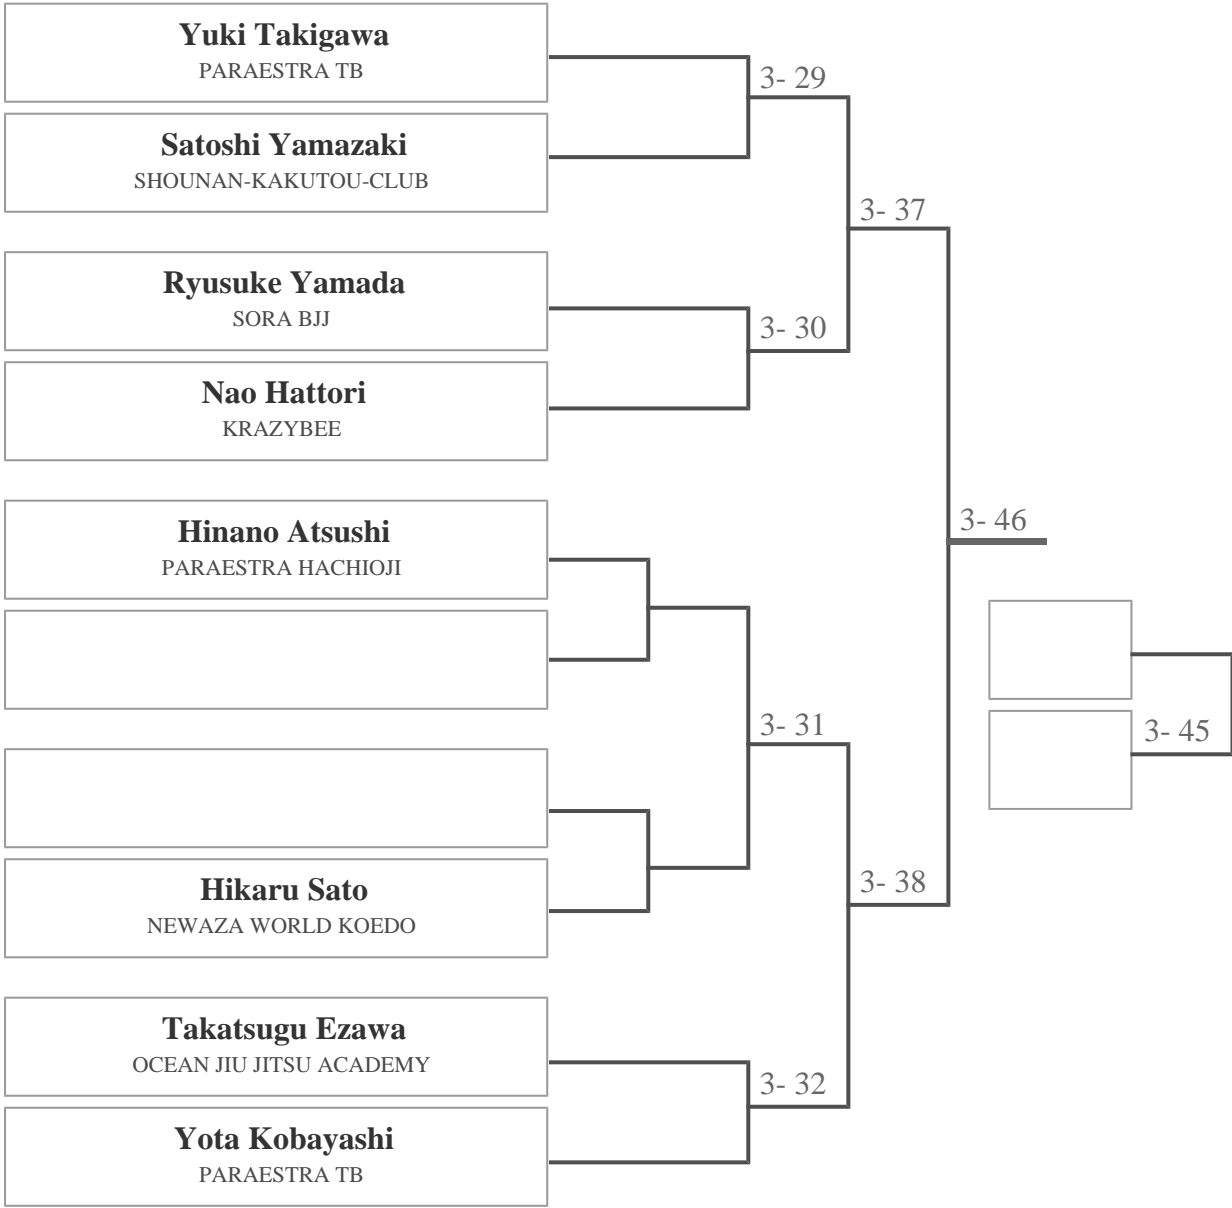 Yuki Takigawa
PARAESTRA TB
3- 29
Satoshi Yamazaki
SHOUNAN-KAKUTOU-CLUB
3- 37
Ryusuke Yamada
SORA BJJ
3- 30
Nao Hattori
KRAZYBEE
Hinano Atsushi
PARAESTRA HACHIOJI
3- 46
3- 31
3- 45
Hikaru Sato
NEWAZA WORLD KOEDO
3- 38
Takatsugu Ezawa
OCEAN JIU JITSU ACADEMY
3- 32
Yota Kobayashi
PARAESTRA TB